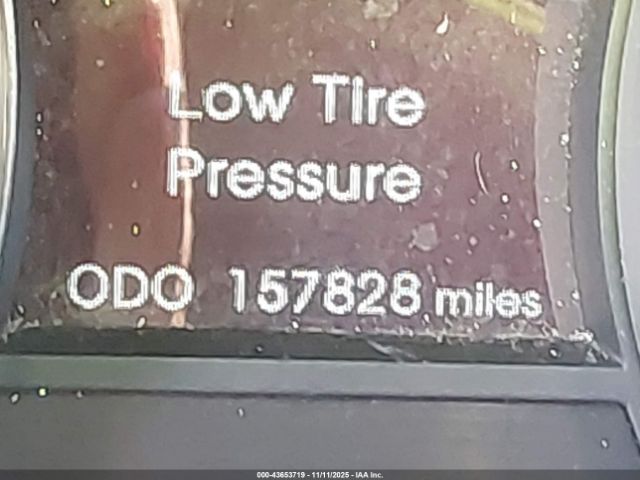 Low Tire
Pressure
ODO 157828 miles
000-43653719 - 11/11/2025 - IAA Inc.